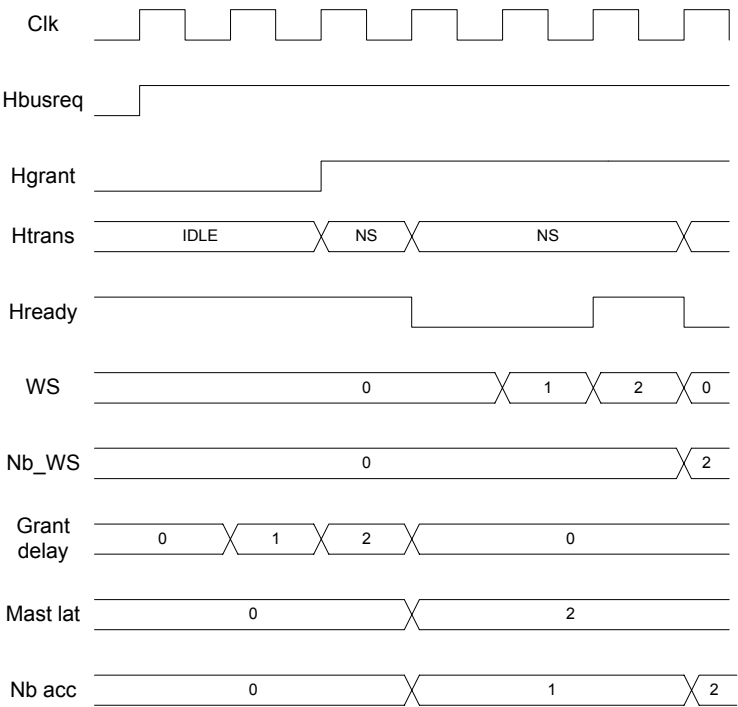 Clk
Hbusreq
Hgrant
Htrans IDLE NS NS
Hready
WS 0 1 2 0
Nb_WS 0 2
Grant
delay 0 1 2 0
Mast lat 0 2
Nb acc 0 1 2